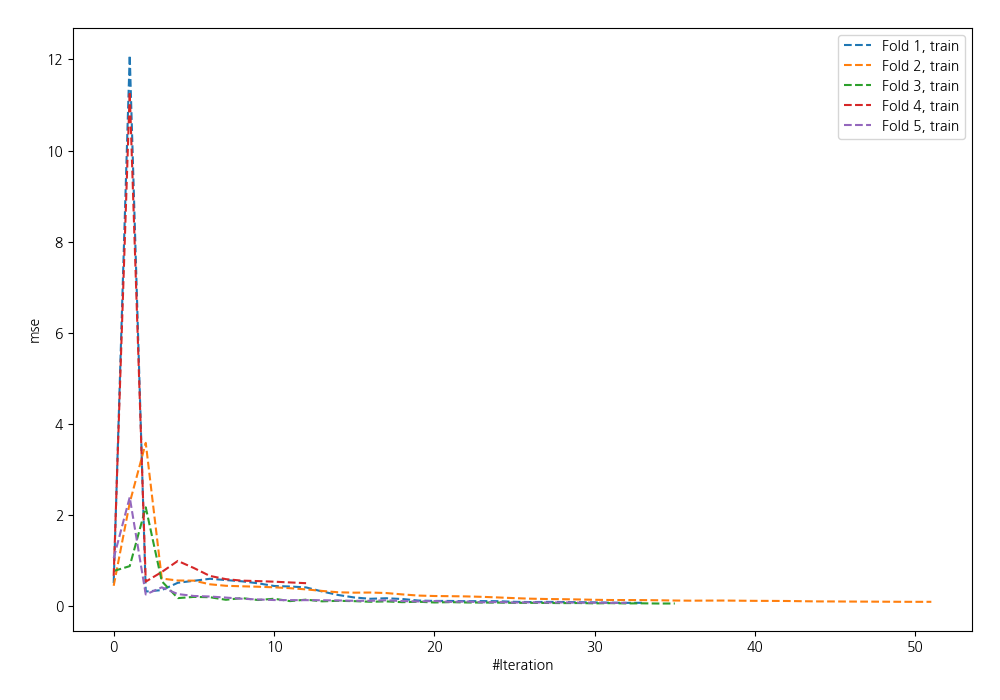 12
10
8
6
4
2
0
mse
0 10 20 30 40 50
#Iteration
Fold 1, train
Fold 2, train
Fold 3, train
Fold 4, train
Fold 5, train